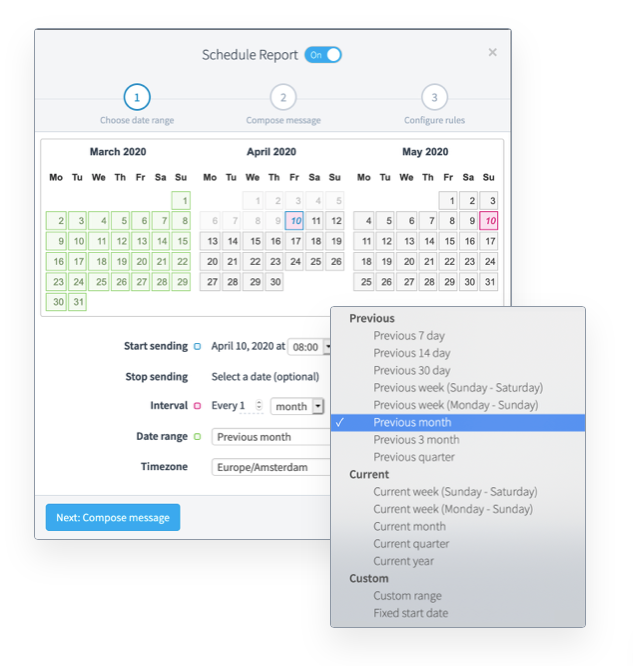 Schedule Report On ×
1 2 3
Choose date range Compose message Configure rules
March 2020 April 2020 May 2020
Mo Tu We Th Fr Sa Su Mo Tu We Th Fr Sa Su Mo Tu We Th Fr Sa Su
1 1 2 3 4 5 1 2 3
2 3 4 5 6 7 8 6 7 8 9 10 11 12 4 5 6 7 8 9 10
9 10 11 12 13 14 15 13 14 15 16 17 18 19 11 12 13 14 15 16 17
16 17 18 19 20 21 22 20 21 22 23 24 25 26 18 19 20 21 22 23 24
23 24 25 26 27 28 29 27 28 29 30 25 26 27 28 29 30 31
30 31
Start sending April 10, 2020 at 08:00
Stop sending Select a date (optional)
Interval Every 1 month
Date range Previous month
Timezone Europe/Amsterdam
Next: Compose message
Previous
Previous 7 day
Previous 14 day
Previous 30 day
Previous week (Sunday - Saturday)
Previous week (Monday - Sunday)
✓ Previous month
Previous 3 month
Previous quarter
Current
Current week (Sunday - Saturday)
Current week (Monday - Sunday)
Current month
Current quarter
Current year
Custom
Custom range
Fixed start date